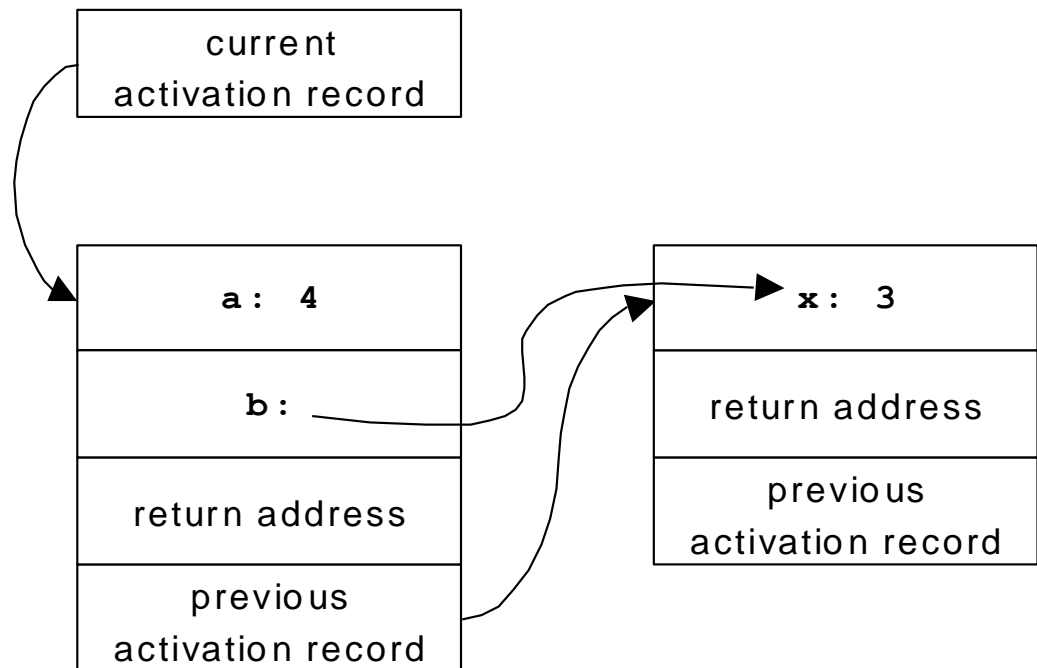 current
activation record
a: 4
b:
return address
previous
activation record
x: 3
return address
previous
activation record